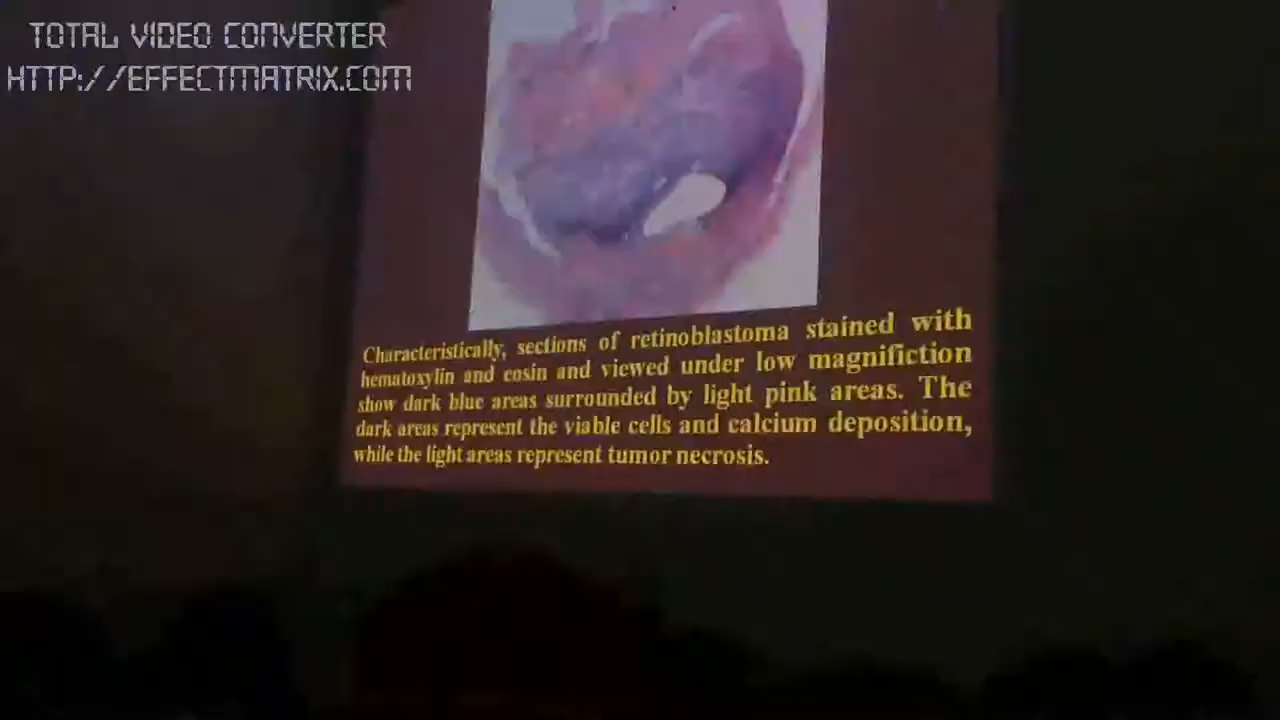 TOTAL VIDEO CONVERTER
HTTP://EFFECTMATRIX.COM
Characteristically, sections of retinoblastoma stained with
hematoxylin and eosin and viewed under low magnifiction
show dark blue areas surrounded by light pink areas. The
dark areas represent the viable cells and calcium deposition,
while the light areas represent tumor necrosis.